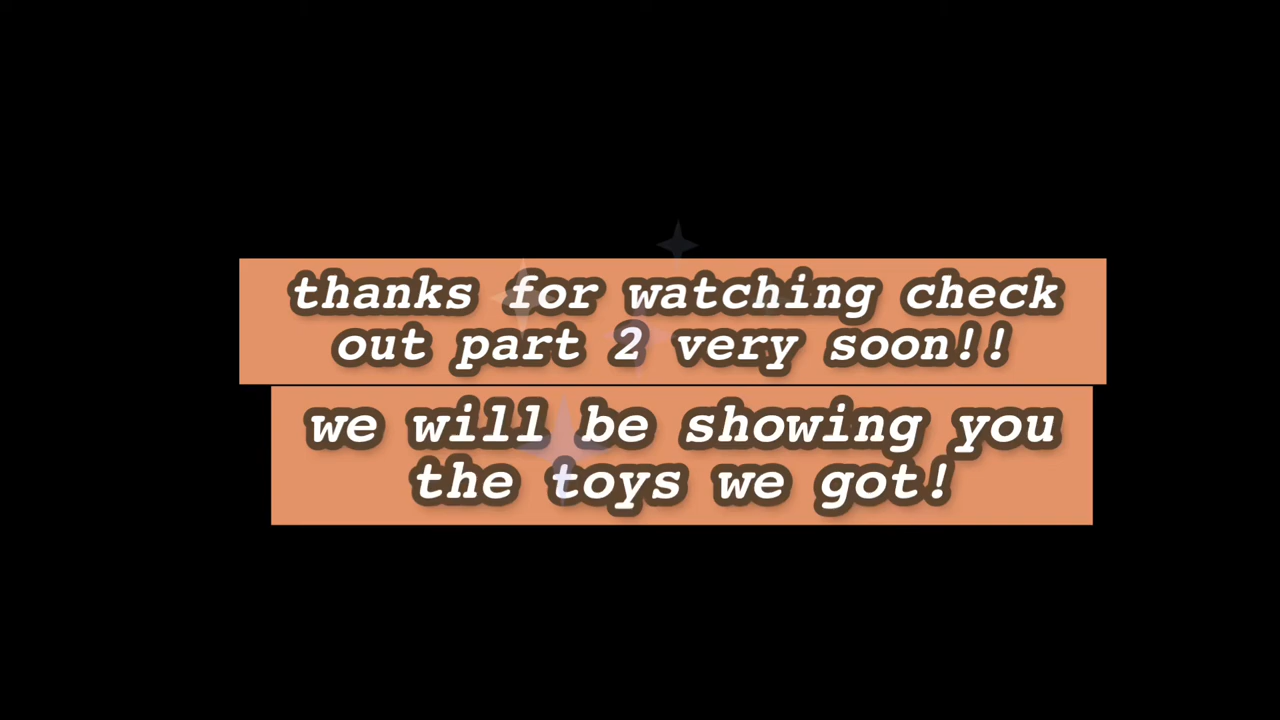 thanks for watching check
out part 2 very soon!!
we will be showing you
the toys we got!